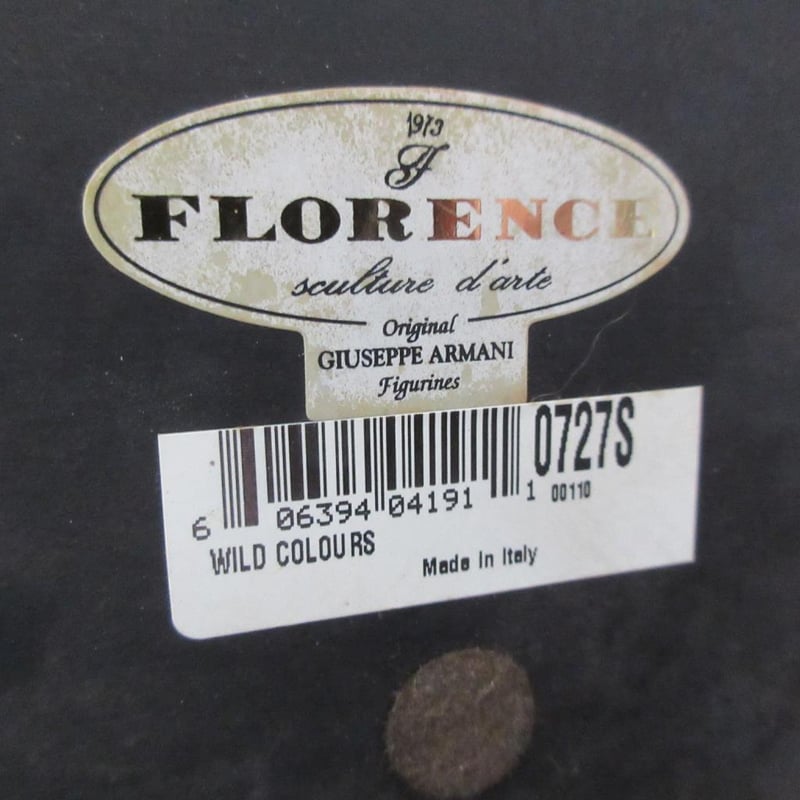 1973
F
FLORENCE
sculture d'arte
Original
GIUSEPPE ARMANI
Figurines
0727S
6 06394 04191 1 00110
WILD COLOURS
Made In Italy